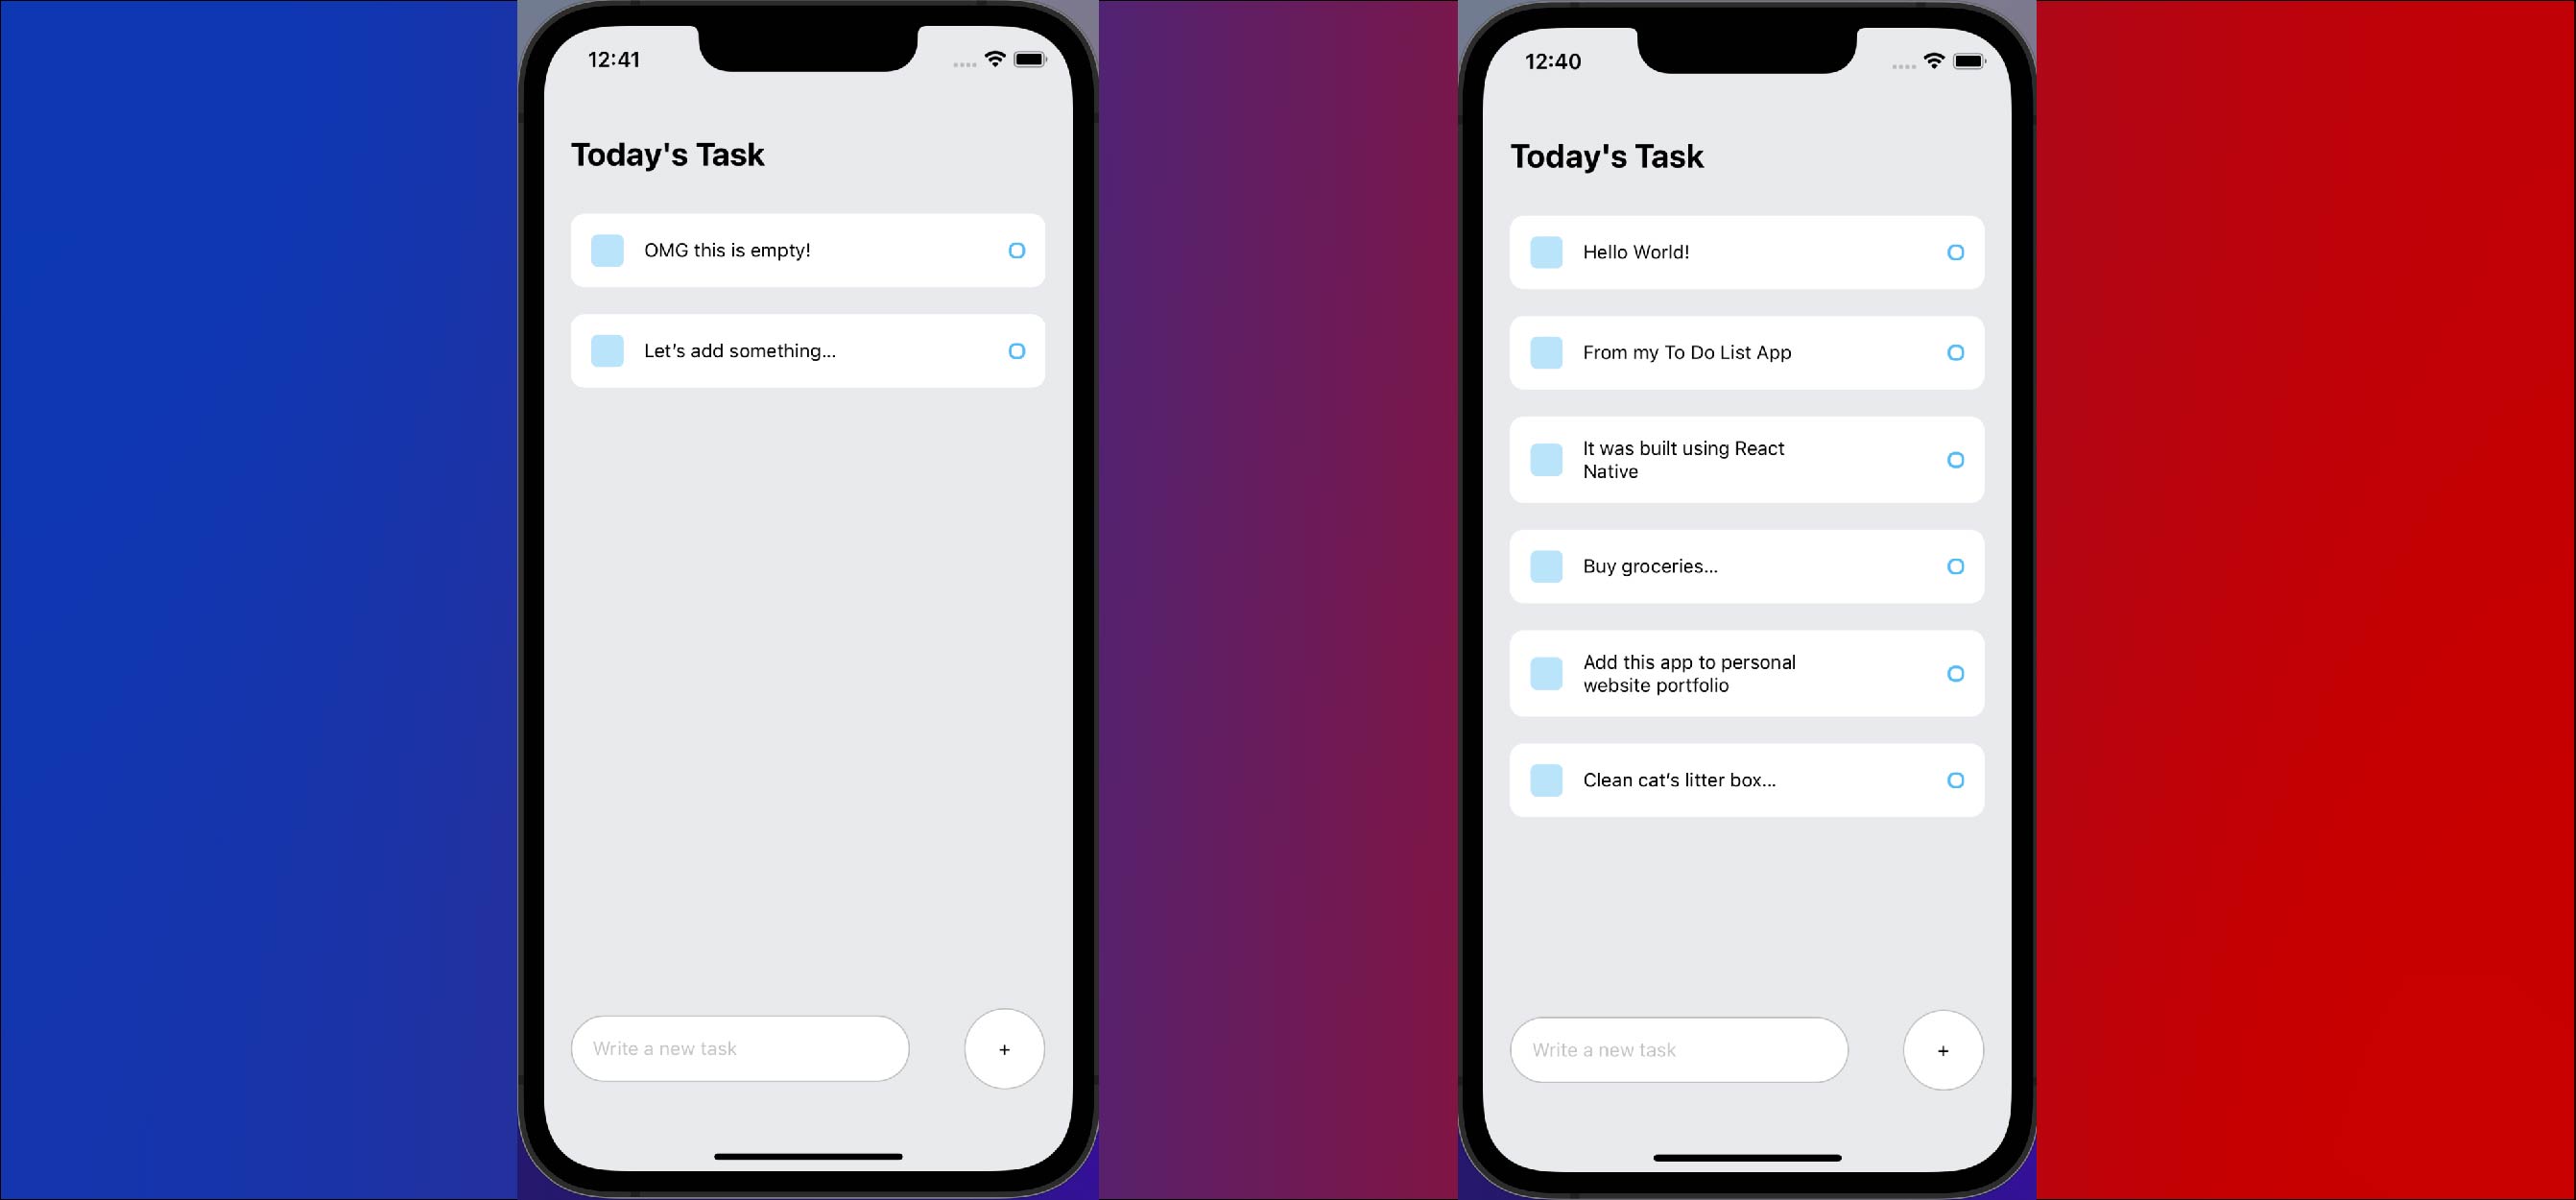 12:41
Today's Task
OMG this is empty!
Let's add something...
Write a new task
+
12:40
Today's Task
Hello World!
From my To Do List App
It was built using React
Native
Buy groceries...
Add this app to personal
website portfolio
Clean cat's litter box...
Write a new task
+